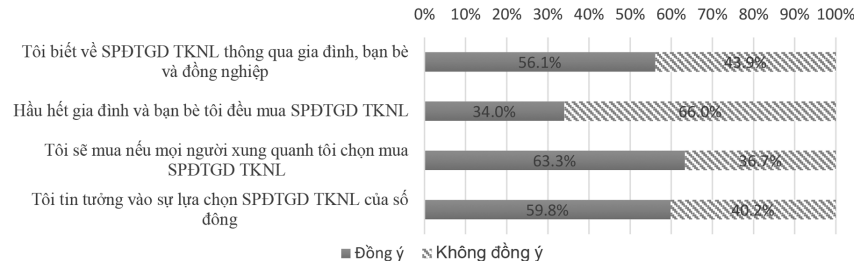 0% 10% 20% 30% 40% 50% 60% 70% 80% 90% 100%
Tôi biết về SPĐTGD TKNL thông qua gia đình, bạn bè
và đồng nghiệp
56.1% 43.9%
Hầu hết gia đình và bạn bè tôi đều mua SPĐTGD TKNL
34.0% 66.0%
Tôi sẽ mua nếu mọi người xung quanh tôi chọn mua
SPĐTGD TKNL
63.3% 36.7%
Tôi tin tưởng vào sự lựa chọn SPĐTGD TKNL của số
đông
59.8% 40.2%
Đồng ý Không đồng ý